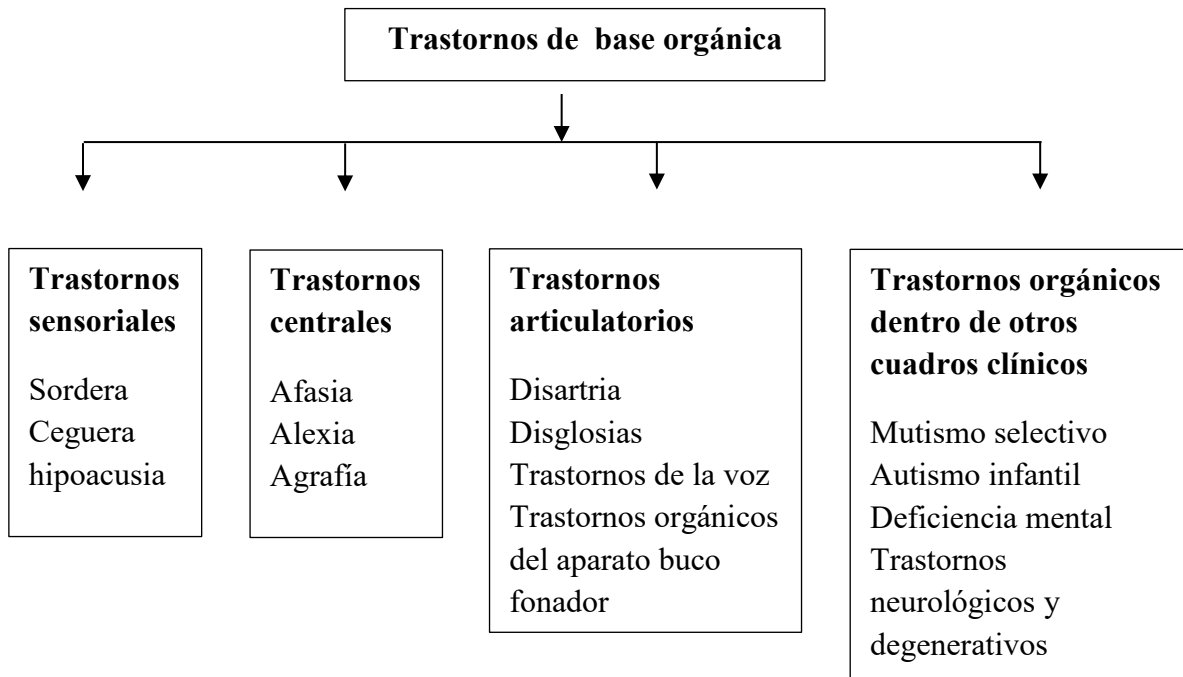 Trastornos de base orgánica
Trastornos
sensoriales
Sordera
Ceguera
hipoacusia
Trastornos
centrales
Afasia
Alexia
Agrafía
Trastornos
articulatorios
Disartria
Disglosias
Trastornos de la voz
Trastornos orgánicos
del aparato buco
fonador
Trastornos orgánicos
dentro de otros
cuadros clínicos
Mutismo selectivo
Autismo infantil
Deficiencia mental
Trastornos
neurológicos y
degenerativos